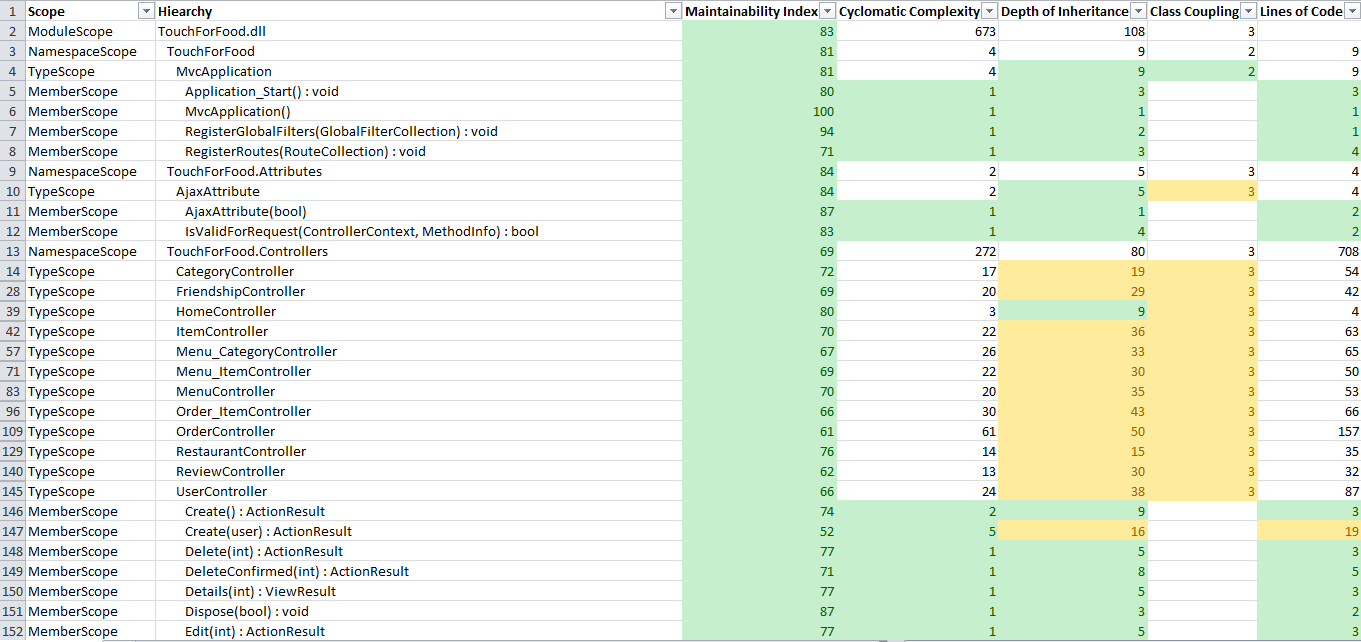 1 Scope Hiearchy Maintainability Index Cyclomatic Complexity Depth of Inheritance Class Coupling Lines of Code
2 ModuleScope TouchForFood.dll 83 673 108 3
3 NamespaceScope TouchForFood 81 4 9 2 9
4 TypeScope MvcApplication 81 4 9 2 9
5 MemberScope Application_Start() : void 80 1 3 3
6 MemberScope MvcApplication() 100 1 1 1
7 MemberScope RegisterGlobalFilters(GlobalFilterCollection) : void 94 1 2 1
8 MemberScope RegisterRoutes(RouteCollection) : void 71 1 3 4
9 NamespaceScope TouchForFood.Attributes 84 2 5 3 4
10 TypeScope AjaxAttribute 84 2 5 3 4
11 MemberScope AjaxAttribute(bool) 87 1 1 2
12 MemberScope IsValidForRequest(ControllerContext, MethodInfo) : bool 83 1 4 2
13 NamespaceScope TouchForFood.Controllers 69 272 80 3 708
14 TypeScope CategoryController 72 17 19 3 54
28 TypeScope FriendshipController 69 20 29 3 42
39 TypeScope HomeController 80 3 9 3 4
42 TypeScope ItemController 70 22 36 3 63
57 TypeScope Menu_CategoryController 67 26 33 3 65
71 TypeScope Menu_ItemController 69 22 30 3 50
83 TypeScope MenuController 70 20 35 3 53
96 TypeScope Order_ItemController 66 30 43 3 66
109 TypeScope OrderController 61 61 50 3 157
129 TypeScope RestaurantController 76 14 15 3 35
140 TypeScope ReviewController 62 13 30 3 32
145 TypeScope UserController 66 24 38 3 87
146 MemberScope Create() : ActionResult 74 2 9 3
147 MemberScope Create(user) : ActionResult 52 5 16 19
148 MemberScope Delete(int) : ActionResult 77 1 5 3
149 MemberScope DeleteConfirmed(int) : ActionResult 71 1 8 5
150 MemberScope Details(int) : ViewResult 77 1 5 3
151 MemberScope Dispose(bool) : void 87 1 3 2
152 MemberScope Edit(int) : ActionResult 77 1 5 3